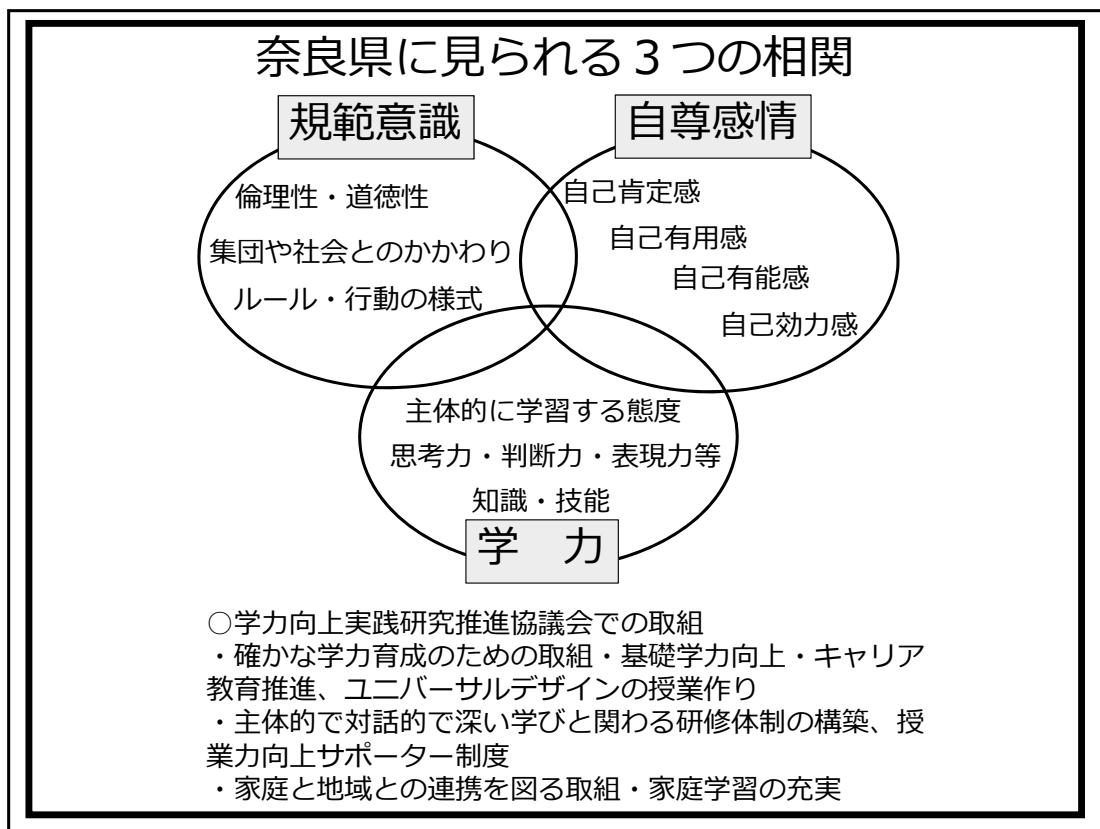 奈良県に見られる３つの相関
規範意識
自尊感情
倫理性・道徳性
集団や社会とのかかわり
ルール・行動の様式
自己肯定感
自己有用感
自己有能感
自己効力感
主体的に学習する態度
思考力・判断力・表現力等
知識・技能
学　力
○学力向上実践研究推進協議会での取組
・確かな学力育成のための取組・基礎学力向上・キャリア
教育推進、ユニバーサルデザインの授業作り
・主体的で対話的で深い学びと関わる研修体制の構築、授
業力向上サポーター制度
・家庭と地域との連携を図る取組・家庭学習の充実